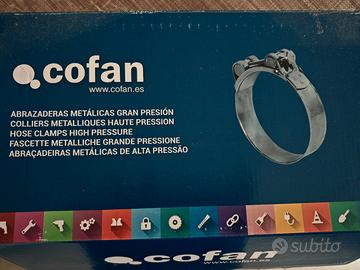 cofan
www.cofan.es
ABRAZADERAS METÁLICAS GRAN PRESIÓN
COLLIERS METALLIQUES HAUTE PRESSION
HOSE CLAMPS HIGH PRESSURE
FASCETTE METALLICHE GRANDE PRESSIONE
ABRAÇADEIRAS METÁLICAS DE ALTA PRESSÃO
cofan
www.cofan.es
subito